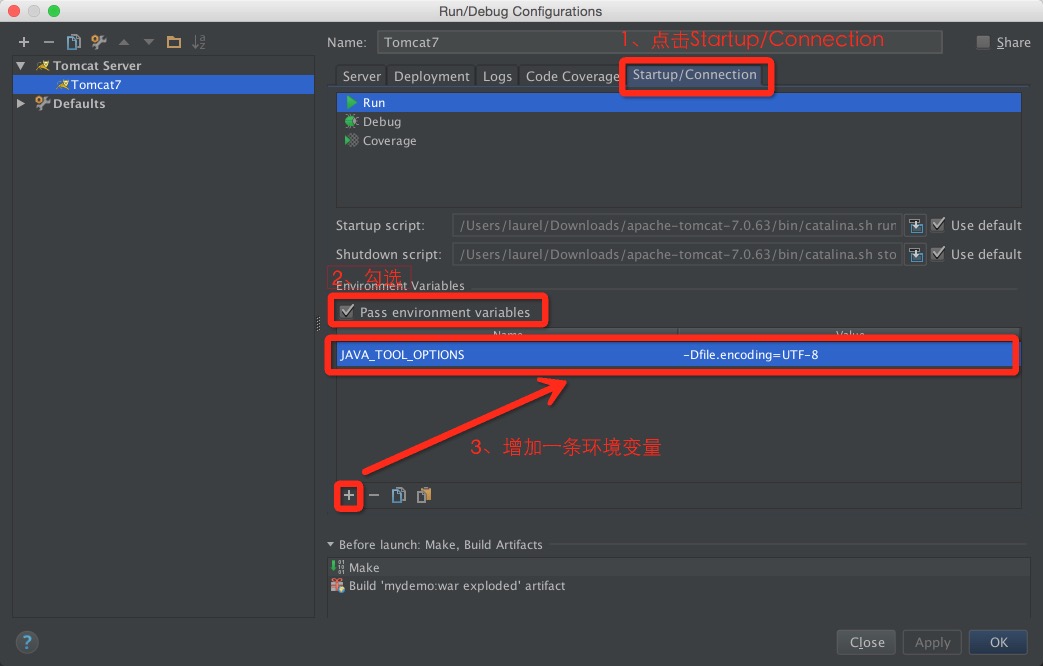 Run/Debug Configurations
Name: Tomcat7
1、点击Startup/Connection
Share
Tomcat Server
Tomcat7
Defaults
Server Deployment Logs Code Coverage Startup/Connection
Run
Debug
Coverage
Startup script: /Users/laurel/Downloads/apache-tomcat-7.0.63/bin/catalina.sh run Use default
Shutdown script: /Users/laurel/Downloads/apache-tomcat-7.0.63/bin/catalina.sh sto Use default
2、勾选
Environment Variables
Pass environment variables
Name Value
JAVA_TOOL_OPTIONS -Dfile.encoding=UTF-8
3、增加一条环境变量
Before launch: Make, Build Artifacts
Make
Build 'mydemo:war exploded' artifact
? Close Apply OK